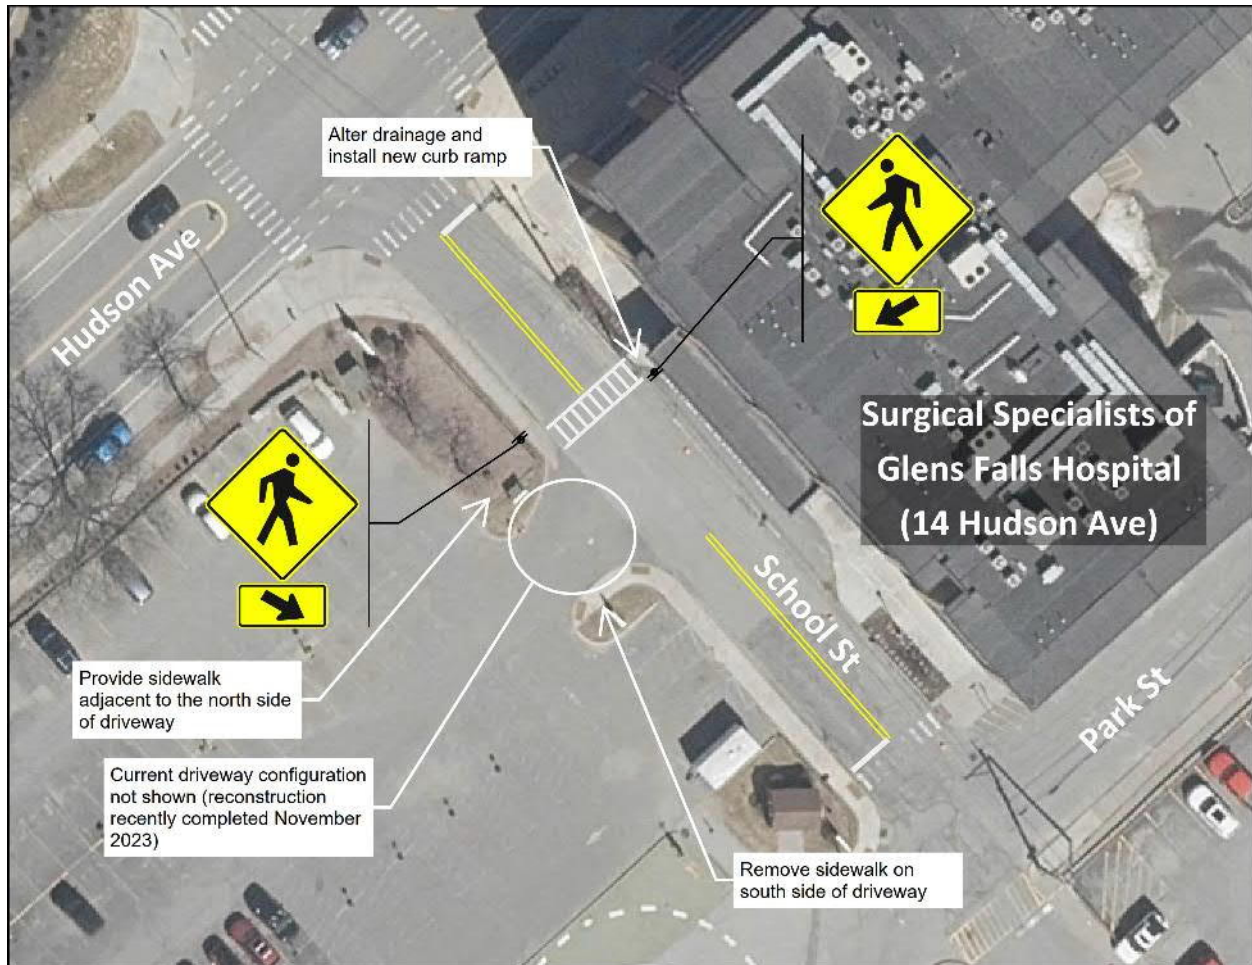 Alter drainage and
install new curb ramp
Hudson Ave
Surgical Specialists of
Glens Falls Hospital
(14 Hudson Ave)
School St
Park St
Provide sidewalk
adjacent to the north side
of driveway
Current driveway configuration
not shown (reconstruction
recently completed November
2023)
Remove sidewalk on
south side of driveway